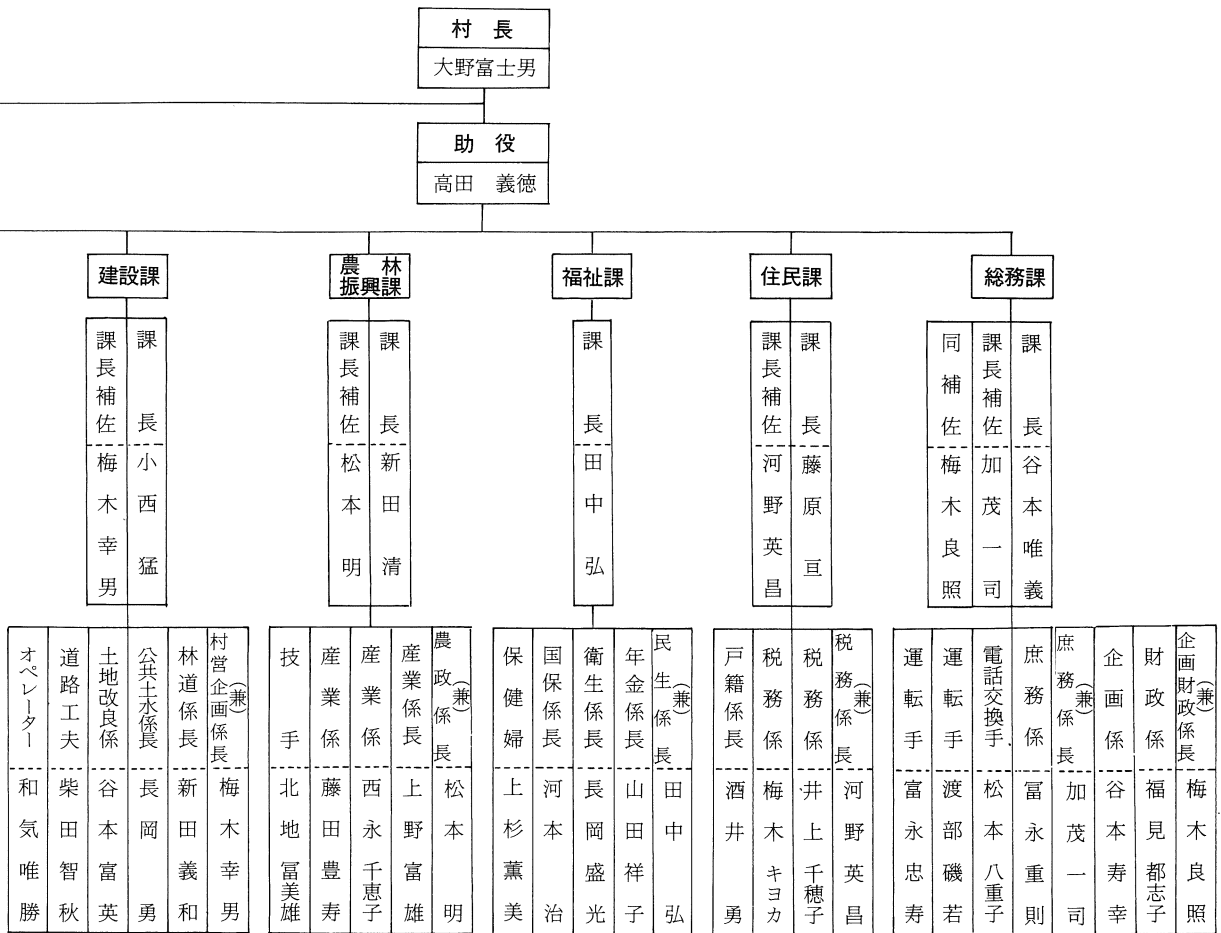 村長
大野富士男
助役
高田 義徳
総務課
課長 谷本唯義
課長補佐 加茂一司
同補佐 梅木良照
企画財政係長(兼) 梅木良照
財政係 福見都志子
企画係 谷本寿幸
庶務係長(兼) 加茂一司
庶務係 冨永重則
電話交換手 松本八重子
運転手 渡部磯若
運転手 富永忠寿
住民課
課長 藤原亘
課長補佐 河野英昌
税務係長(兼) 河野英昌
税務係 井上千穂子
税務係 梅木キヨカ
戸籍係長 酒井勇
福祉課
課長 田中弘
民生係長(兼) 田中弘
年金係長 山田祥子
衛生係長 長岡盛光
国保係長 河本治
保健婦 上杉薫美
農林振興課
課長 新田清
課長補佐 松本明
農政係長(兼) 松本明
産業係長 上野富雄
産業係 西永千恵子
産業係 藤田豊寿
技手 北地冨美雄
建設課
課長 小西猛
課長補佐 梅木幸男
村営企画係長(兼) 梅木幸男
林道係長 新田義和
公共土水係長 長岡勇
土地改良係 谷本富英
道路工夫 柴田智秋
オペレーター 和気唯勝